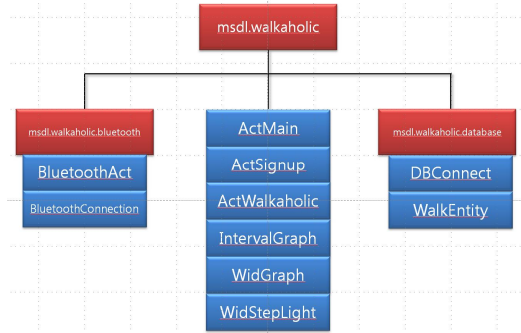 msdl.walkaholic
msdl.walkaholic.bluetooth
BluetoothAct
BluetoothConnection
ActMain
ActSignup
ActWalkaholic
IntervalGraph
WidGraph
WidStepLight
msdl.walkaholic.database
DBConnect
WalkEntity